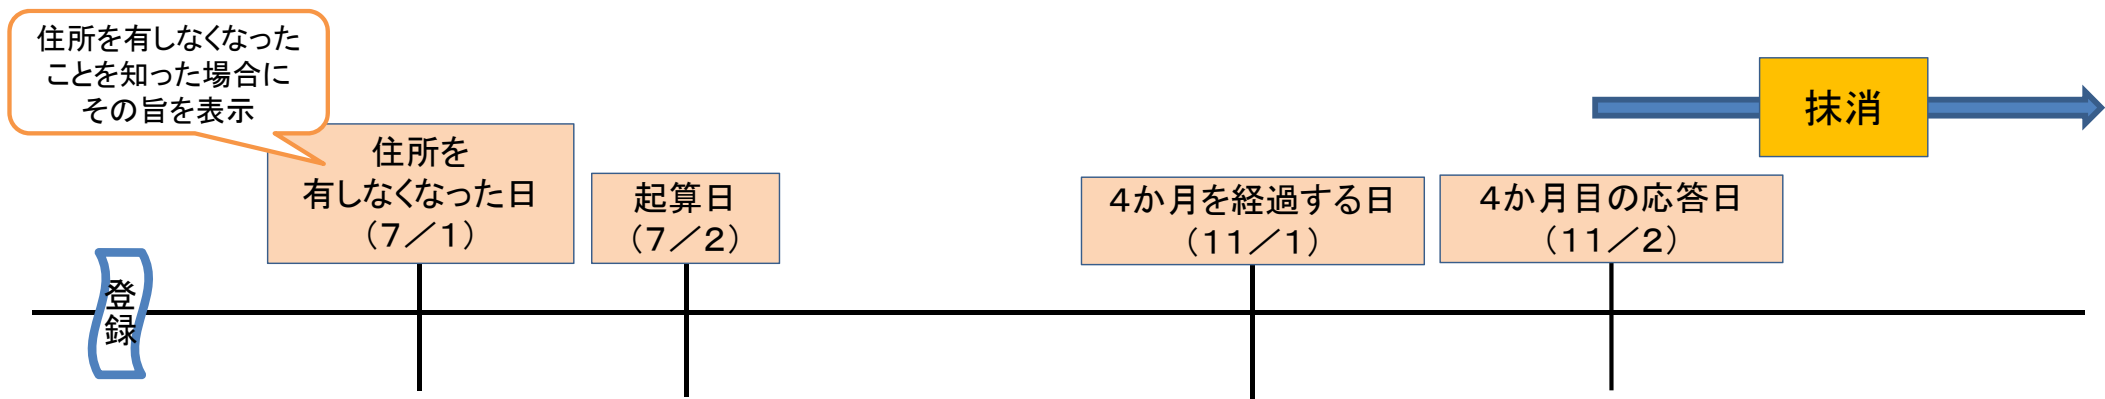 住所を有しなくなった
ことを知った場合に
その旨を表示
住所を
有しなくなった日
（７／１）
起算日
（７／２）
４か月を経過する日
（１１／１）
４か月目の応答日
（１１／２）
抹消
登
録